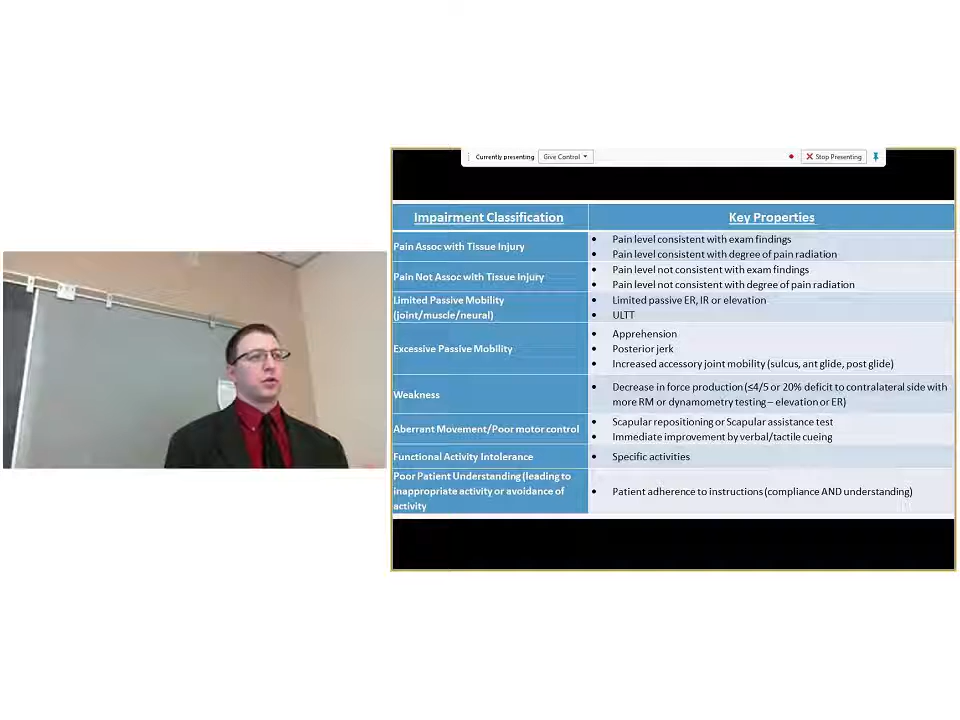 Currently presenting Give Control Stop Presenting
Impairment Classification Key Properties
Pain Assoc with Tissue Injury
Pain level consistent with exam findings
Pain level consistent with degree of pain radiation
Pain Not Assoc with Tissue Injury
Pain level not consistent with exam findings
Pain level not consistent with degree of pain radiation
Limited Passive Mobility
(joint/muscle/neural)
Limited passive ER, IR or elevation
ULTT
Excessive Passive Mobility
Apprehension
Posterior jerk
Increased accessory joint mobility (sulcus, ant glide, post glide)
Weakness
Decrease in force production (≤4/5 or 20% deficit to contralateral side with
more RM or dynamometry testing – elevation or ER)
Aberrant Movement/Poor motor control
Scapular repositioning or Scapular assistance test
Immediate improvement by verbal/tactile cueing
Functional Activity Intolerance
Specific activities
Poor Patient Understanding (leading to
inappropriate activity or avoidance of
activity
Patient adherence to instructions (compliance AND understanding)